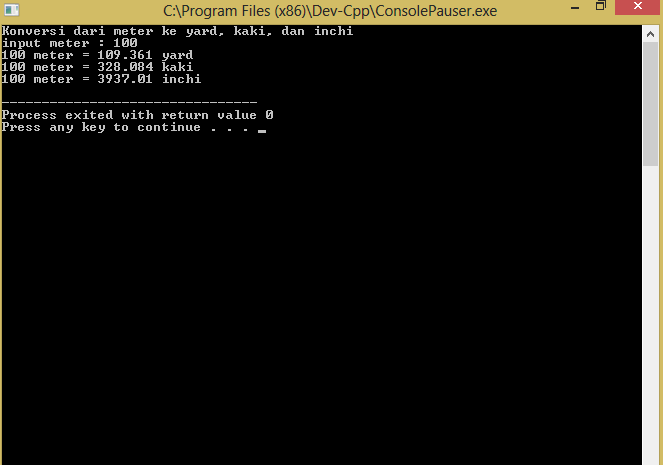 C:\Program Files (x86)\Dev-Cpp\ConsolePauser.exe
Konversi dari meter ke yard, kaki, dan inchi
input meter : 100
100 meter = 109.361 yard
100 meter = 328.084 kaki
100 meter = 3937.01 inchi
--------------------------------
Process exited with return value 0
Press any key to continue . . . _